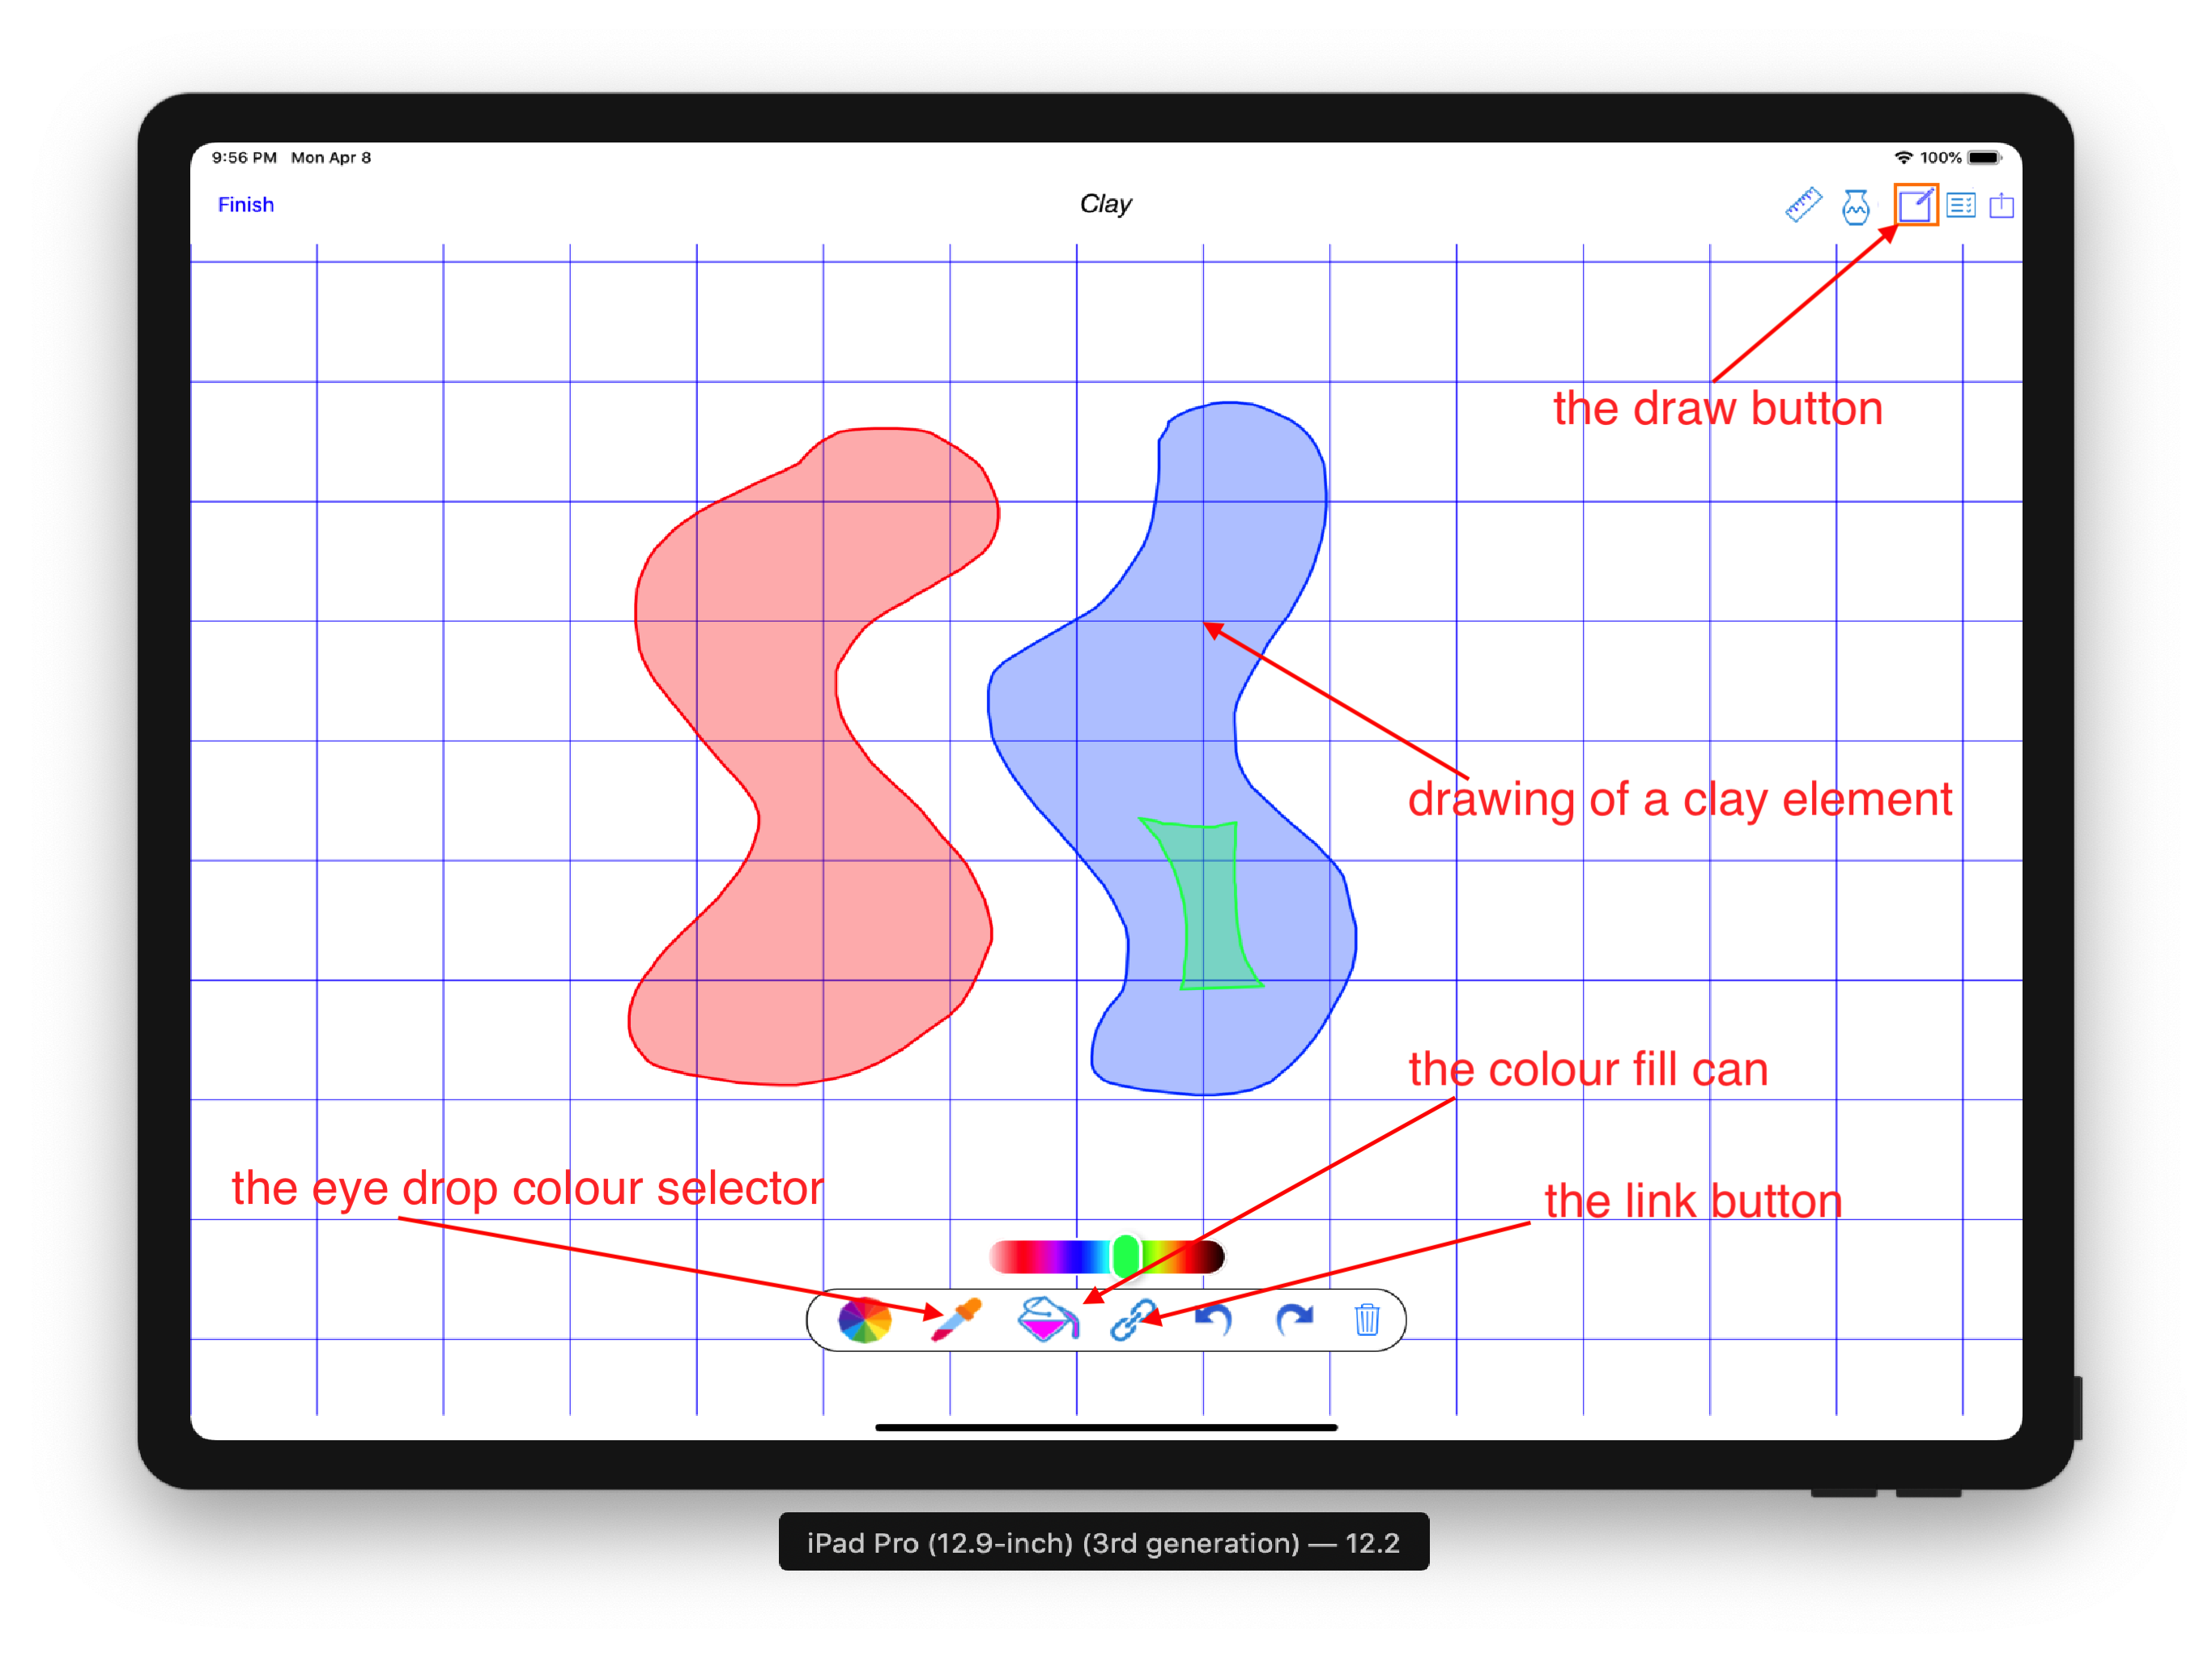 9:56 PM Mon Apr 8
100%
Finish
Clay
the draw button
drawing of a clay element
the colour fill can
the eye drop colour selector
the link button
iPad Pro (12.9-inch) (3rd generation) — 12.2